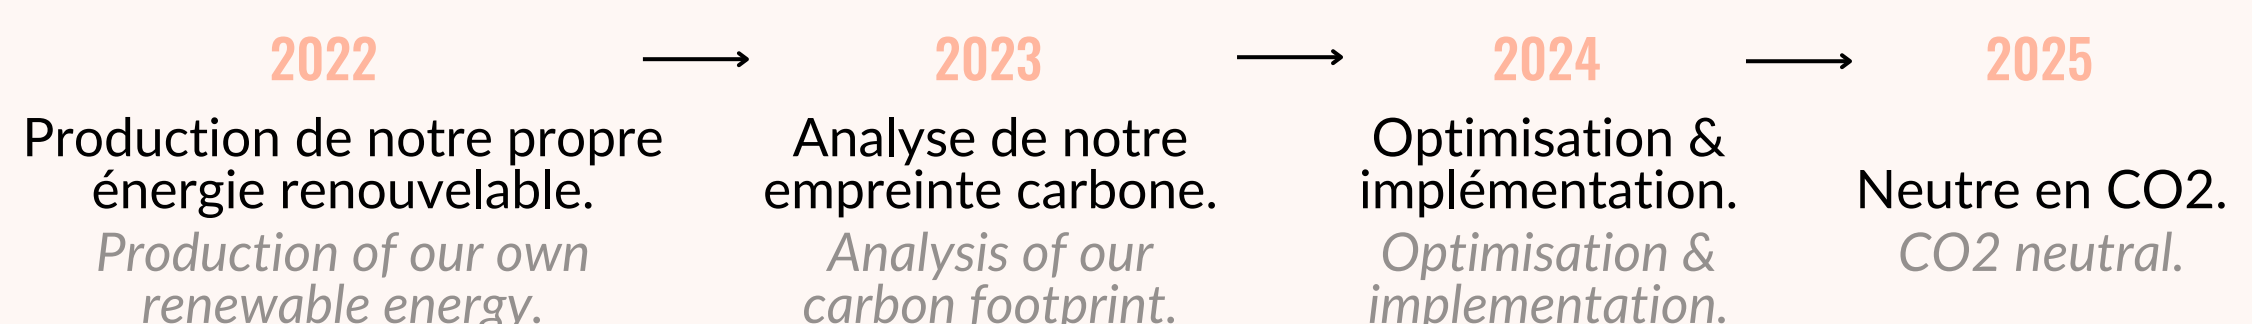 2022
Production de notre propre
énergie renouvelable.
Production of our own
renewable energy.
2023
Analyse de notre
empreinte carbone.
Analysis of our
carbon footprint.
2024
Optimisation &
implémentation.
Optimisation &
implementation.
2025
Neutre en CO2.
CO2 neutral.